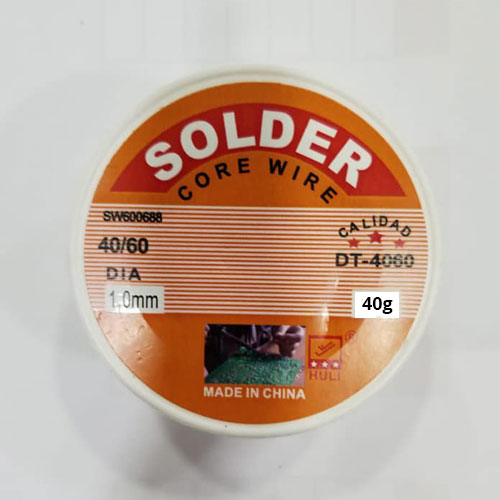 SOLDER
CORE WIRE
SW600688
40/60
DIA
1.0mm
CALIDAD
DT-4060
40g
®
HULI
MADE IN CHINA